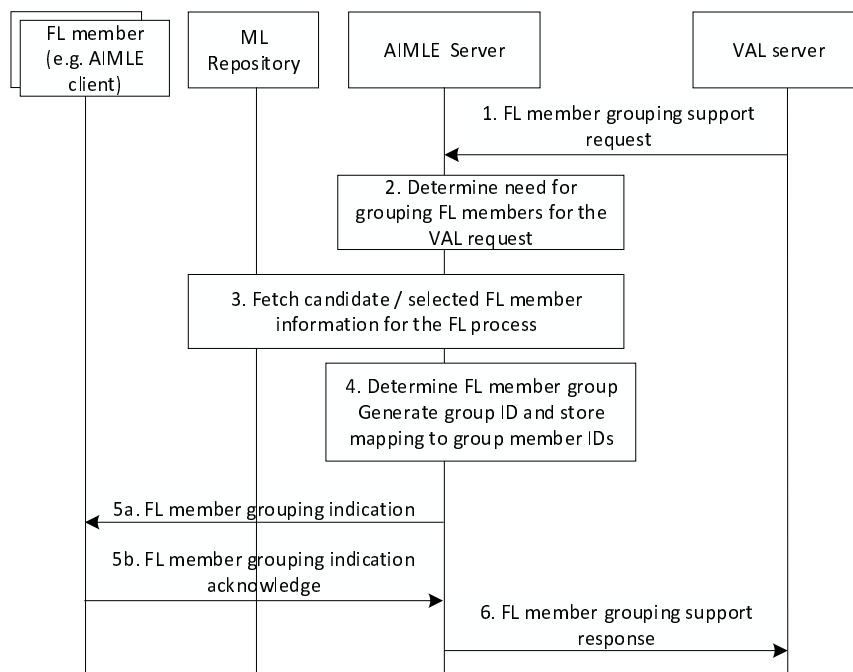 FL member
(e.g. AIMLE
client)
ML
Repository
AIMLE Server
VAL server
1. FL member grouping support
request
2. Determine need for
grouping FL members for the
VAL request
3. Fetch candidate / selected FL member
information for the FL process
4. Determine FL member group
Generate group ID and store
mapping to group member IDs
5a. FL member grouping indication
5b. FL member grouping indication
acknowledge
6. FL member grouping support
response